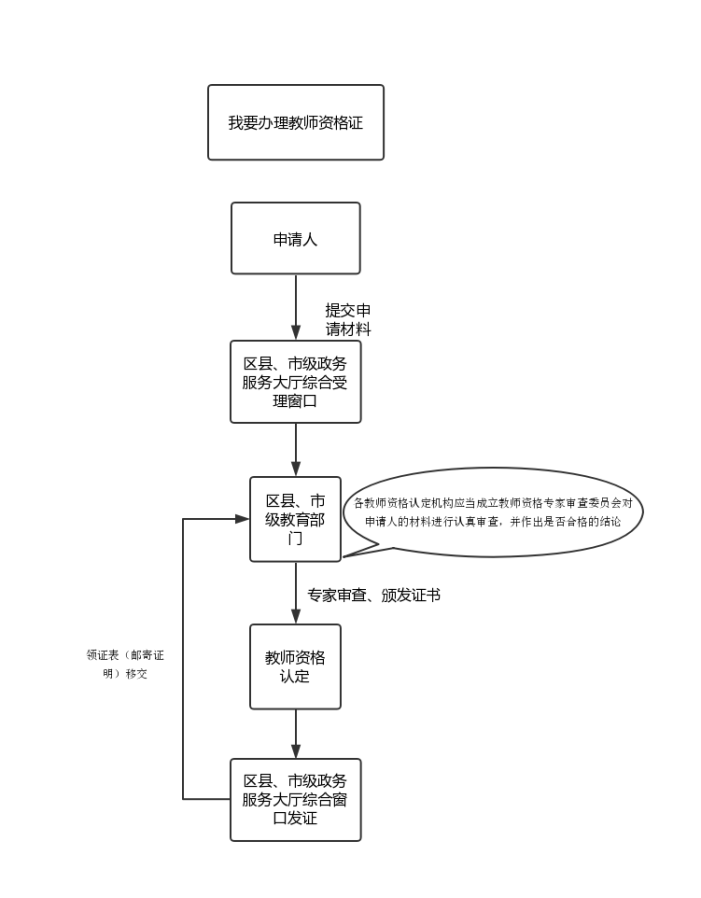 我要办理教师资格证
申请人
提交申
请材料
区县、市级政务
服务大厅综合受
理窗口
区县、市
级教育部
门
各教师资格认定机构应当成立教师资格专家审查委员会对
申请人的材料进行认真审查，并作出是否合格的结论
专家审查、颁发证书
领证表（邮寄证
明）移交
教师资格
认定
区县、市级政务
服务大厅综合窗
口发证